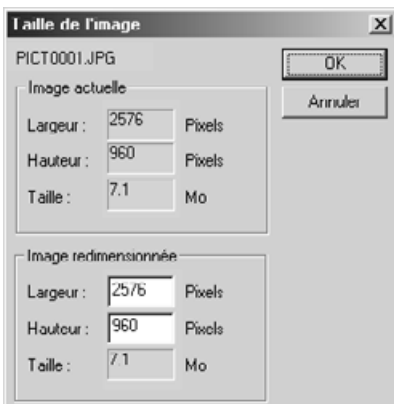 Taille de l'image
PICT0001.JPG
OK
Annuler
Image actuelle
Largeur : 2576 Pixels
Hauteur : 960 Pixels
Taille : 7.1 Mo
Image redimensionnée
Largeur : 2576 Pixels
Hauteur : 960 Pixels
Taille : 7.1 Mo